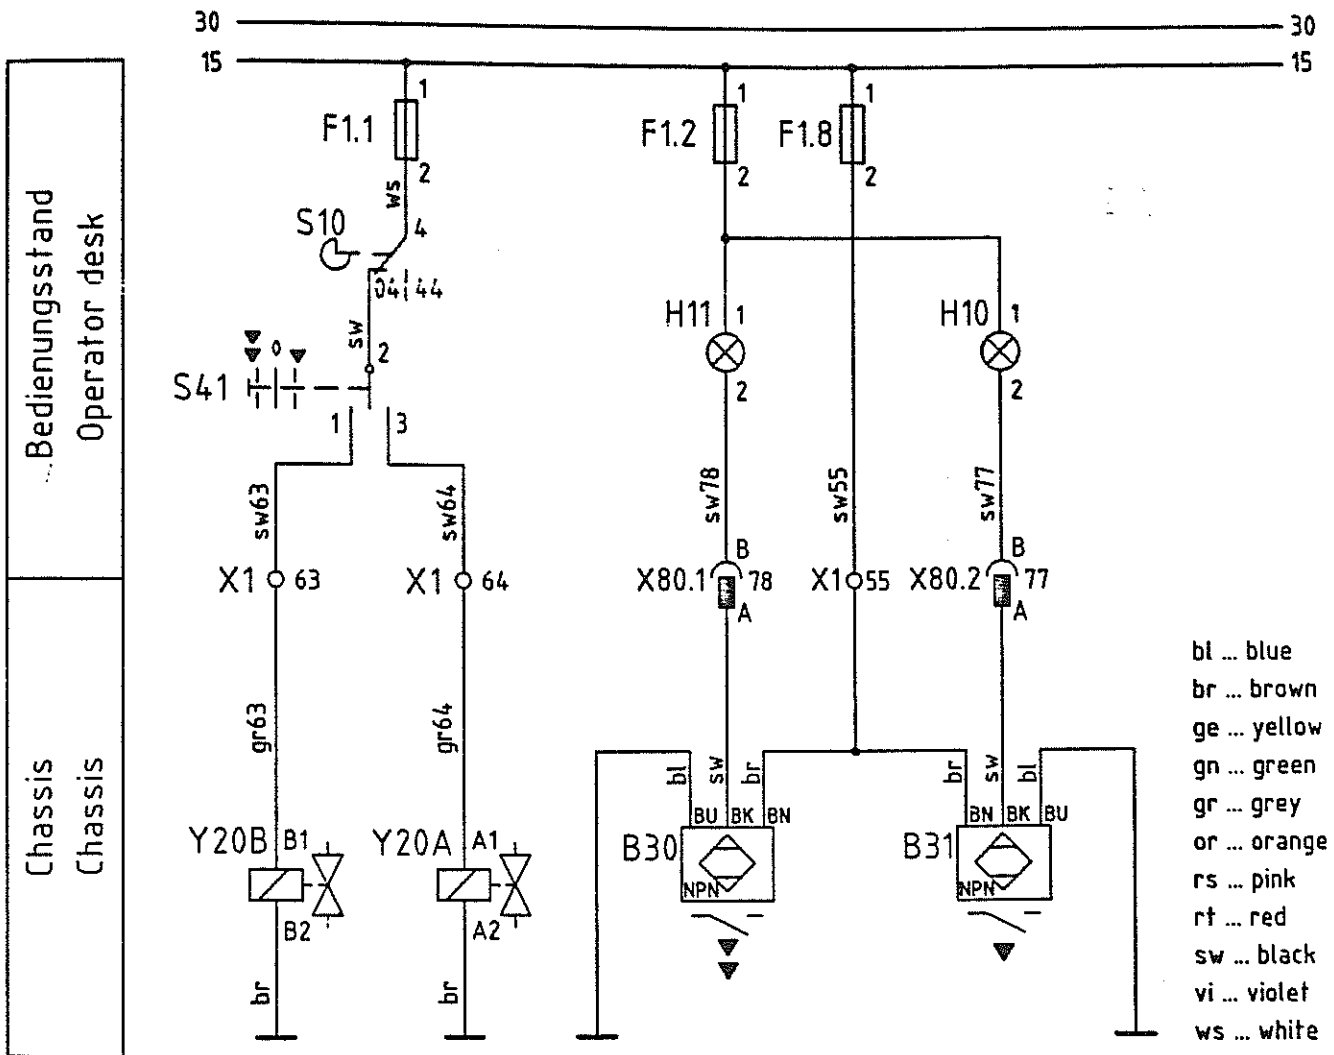 30
30
15
15
1
1
1
F1.1
F1.2
F1.8
2
2
2
ws
S10
4
04 44
sw
2
0
S41
1
3
H11
1
2
H10
1
2
sw63
sw64
sw78
sw55
sw77
B
B
X1 63
X1 64
X80.1 78
X1 55
X80.2 77
A
A
Bedienungsstand
Operator desk
Chassis
Chassis
gr63
gr64
bl
sw
br
br
sw
bl
BU BK BN
BN BK BU
Y20B B1
Y20A A1
B30
B31
NPN
NPN
B2
A2
br
br
bl ... blue
br ... brown
ge ... yellow
gn ... green
gr ... grey
or ... orange
rs ... pink
rt ... red
sw ... black
vi ... violet
ws ... white